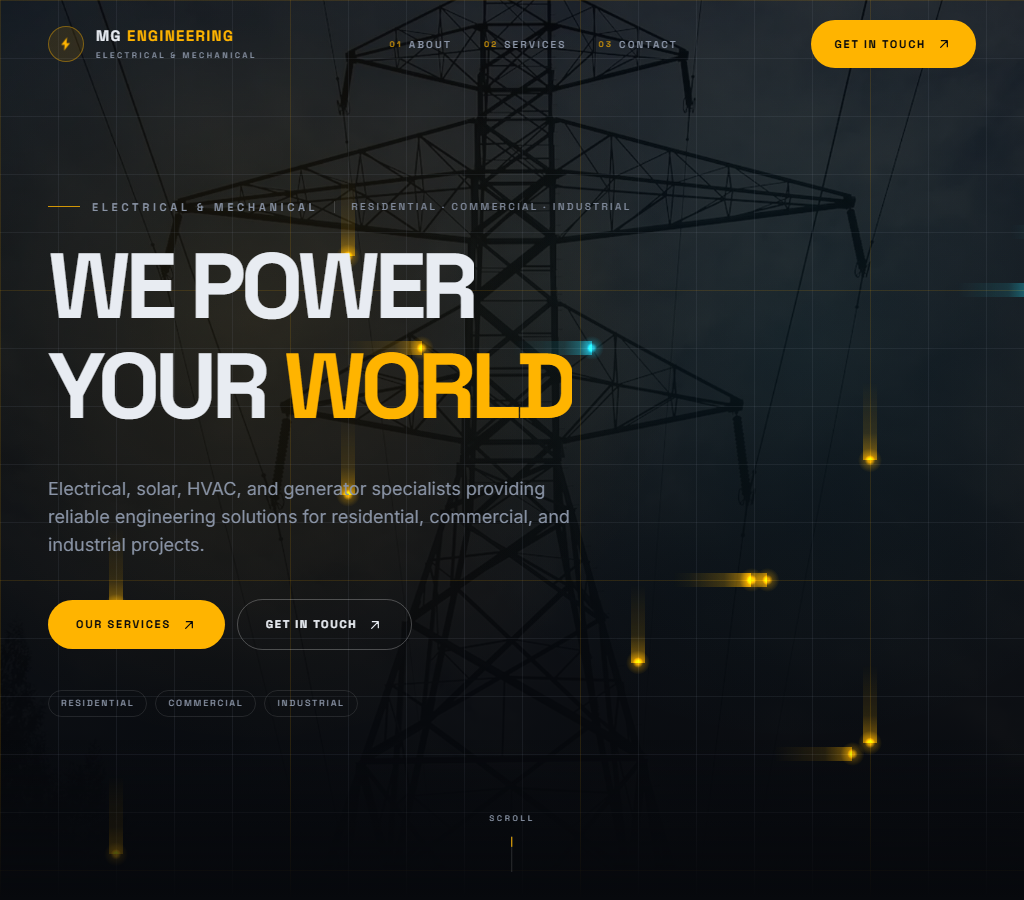 MG ENGINEERING
ELECTRICAL & MECHANICAL
01 ABOUT
02 SERVICES
03 CONTACT
GET IN TOUCH
ELECTRICAL & MECHANICAL
RESIDENTIAL · COMMERCIAL · INDUSTRIAL
WE POWER
YOUR WORLD
Electrical, solar, HVAC, and generator specialists providing
reliable engineering solutions for residential, commercial, and
industrial projects.
OUR SERVICES
GET IN TOUCH
RESIDENTIAL
COMMERCIAL
INDUSTRIAL
SCROLL